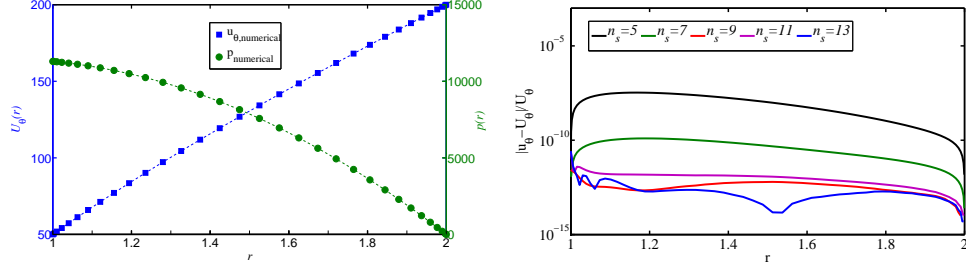 200
150
100
50
U_θ(r)
u_θ,numerical
p_numerical
15000
10000
5000
0
p(r)
1 1.2 1.4 1.6 1.8 2
r
n_s=5 n_s=7 n_s=9 n_s=11 n_s=13
10^-5
10^-10
10^-15
|u_θ−U_θ|/U_θ
1 1.2 1.4 1.6 1.8 2
r